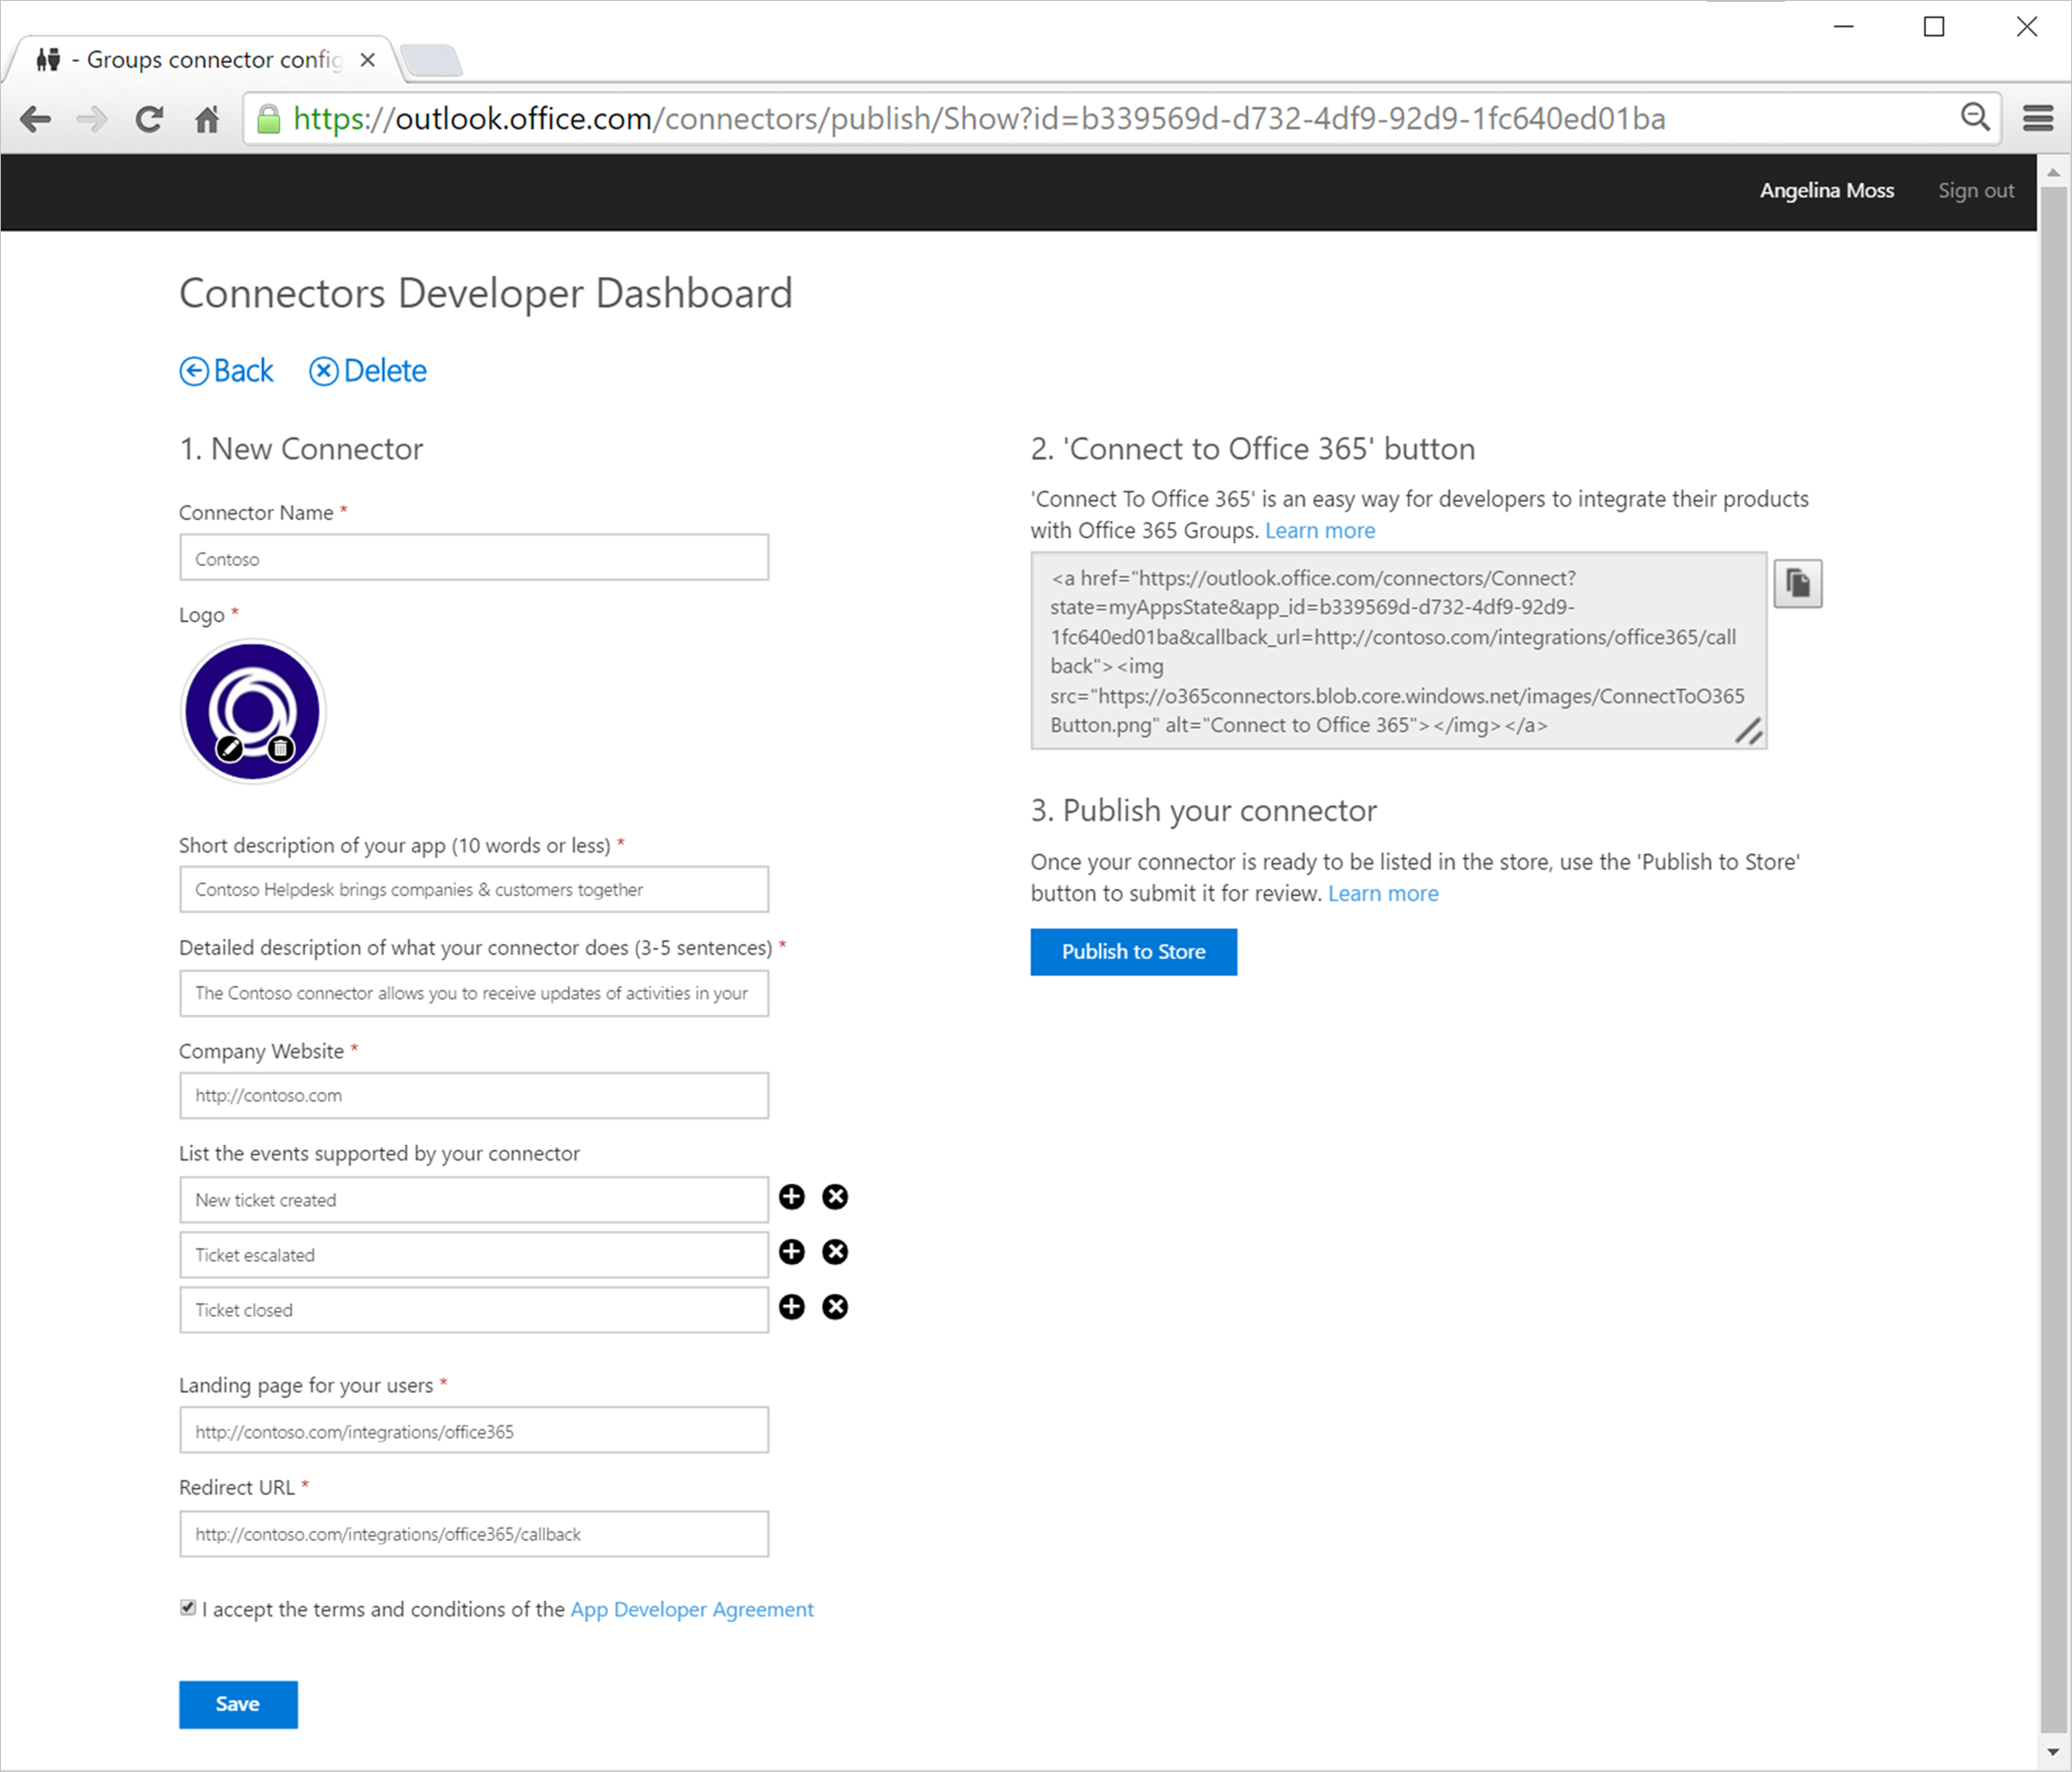 - Groups connector config
https://outlook.office.com/connectors/publish/Show?id=b339569d-d732-4df9-92d9-1fc640ed01ba
Angelina Moss
Sign out
Connectors Developer Dashboard
Back
Delete
1. New Connector
Connector Name *
Contoso
Logo *
Short description of your app (10 words or less) *
Contoso Helpdesk brings companies & customers together
Detailed description of what your connector does (3-5 sentences) *
The Contoso connector allows you to receive updates of activities in your
Company Website *
http://contoso.com
List the events supported by your connector
New ticket created
Ticket escalated
Ticket closed
Landing page for your users *
http://contoso.com/integrations/office365
Redirect URL *
http://contoso.com/integrations/office365/callback
I accept the terms and conditions of the App Developer Agreement
Save
2. 'Connect to Office 365' button
'Connect To Office 365' is an easy way for developers to integrate their products
with Office 365 Groups. Learn more
<a href="https://outlook.office.com/connectors/Connect?
state=myAppsState&app_id=b339569d-d732-4df9-92d9-
1fc640ed01ba&callback_url=http://contoso.com/integrations/office365/call
back"><img
src="https://o365connectors.blob.core.windows.net/images/ConnectToO365
Button.png" alt="Connect to Office 365"></img></a>
3. Publish your connector
Once your connector is ready to be listed in the store, use the 'Publish to Store'
button to submit it for review. Learn more
Publish to Store